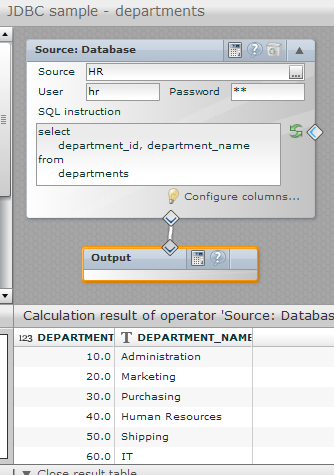 JDBC sample - departments
Source: Database
Source HR ...
User hr Password **
SQL instruction
select
department_id, department_name
from
departments
Configure columns...
Output
Calculation result of operator 'Source: Databas
123 DEPARTMENT T DEPARTMENT_NAME
10.0 Administration
20.0 Marketing
30.0 Purchasing
40.0 Human Resources
50.0 Shipping
60.0 IT
Close result table